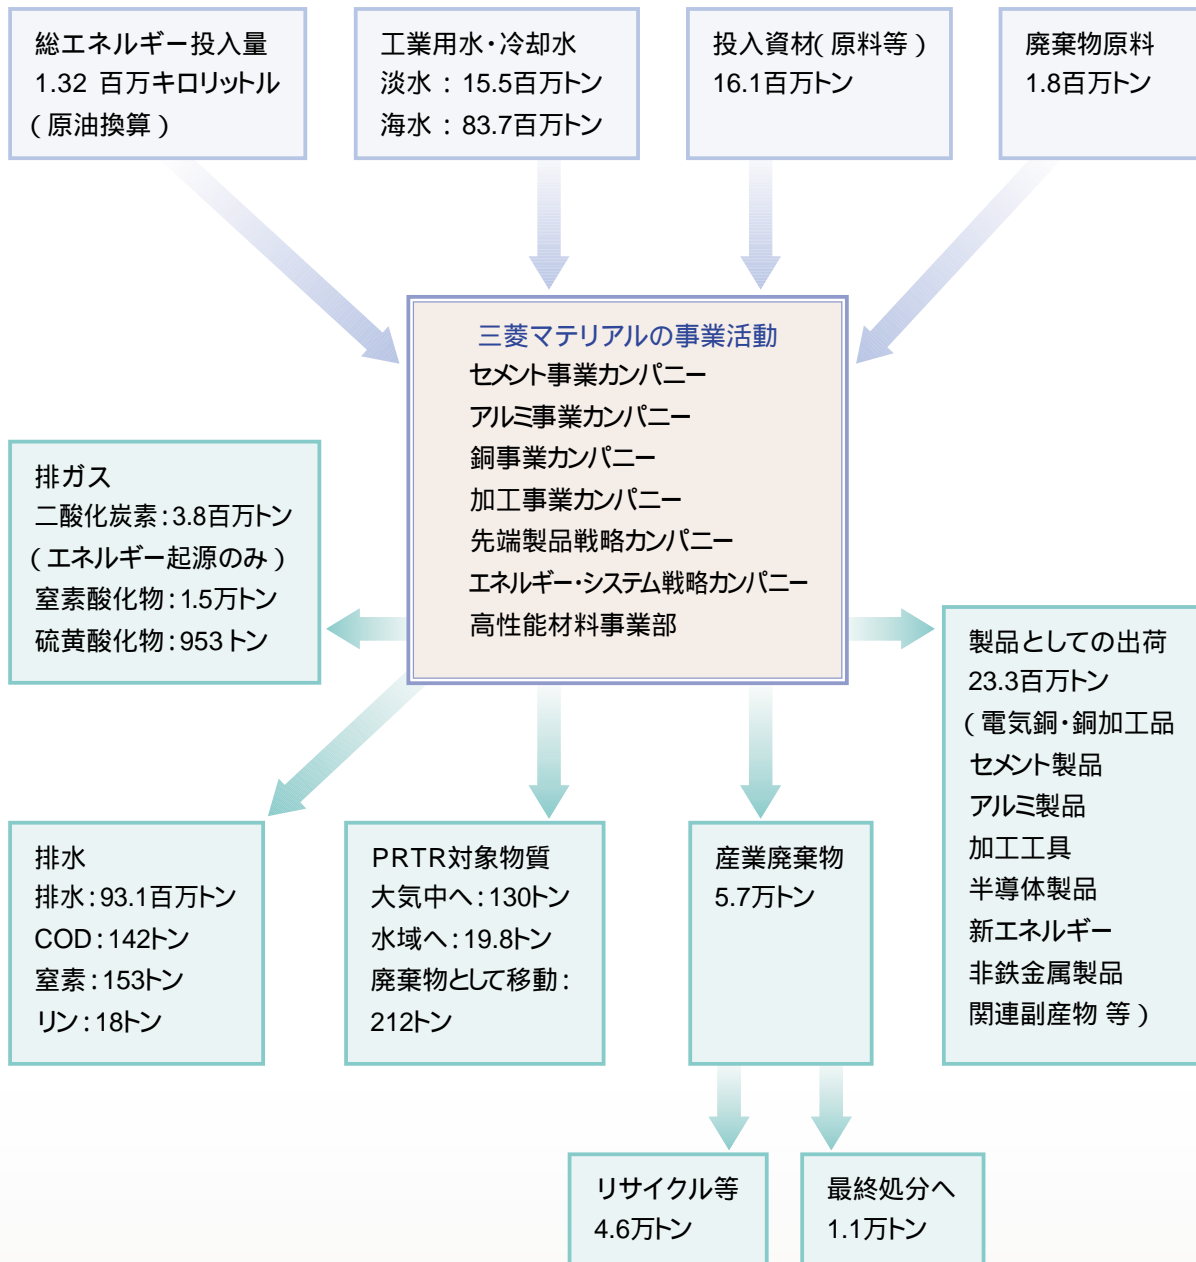 総エネルギー投入量
1.32 百万キロリットル
(原油換算)
工業用水・冷却水
淡水：15.5百万トン
海水：83.7百万トン
投入資材(原料等)
16.1百万トン
廃棄物原料
1.8百万トン
三菱マテリアルの事業活動
セメント事業カンパニー
アルミ事業カンパニー
銅事業カンパニー
加工事業カンパニー
先端製品戦略カンパニー
エネルギー・システム戦略カンパニー
高性能材料事業部
排ガス
二酸化炭素：3.8百万トン
(エネルギー起源のみ)
窒素酸化物：1.5万トン
硫黄酸化物：953トン
製品としての出荷
23.3百万トン
(電気銅・銅加工品
セメント製品
アルミ製品
加工工具
半導体製品
新エネルギー
非鉄金属製品
関連副産物 等)
排水
排水：93.1百万トン
COD：142トン
窒素：153トン
リン：18トン
PRTR対象物質
大気中へ：130トン
水域へ：19.8トン
廃棄物として移動：
212トン
産業廃棄物
5.7万トン
リサイクル等
4.6万トン
最終処分へ
1.1万トン